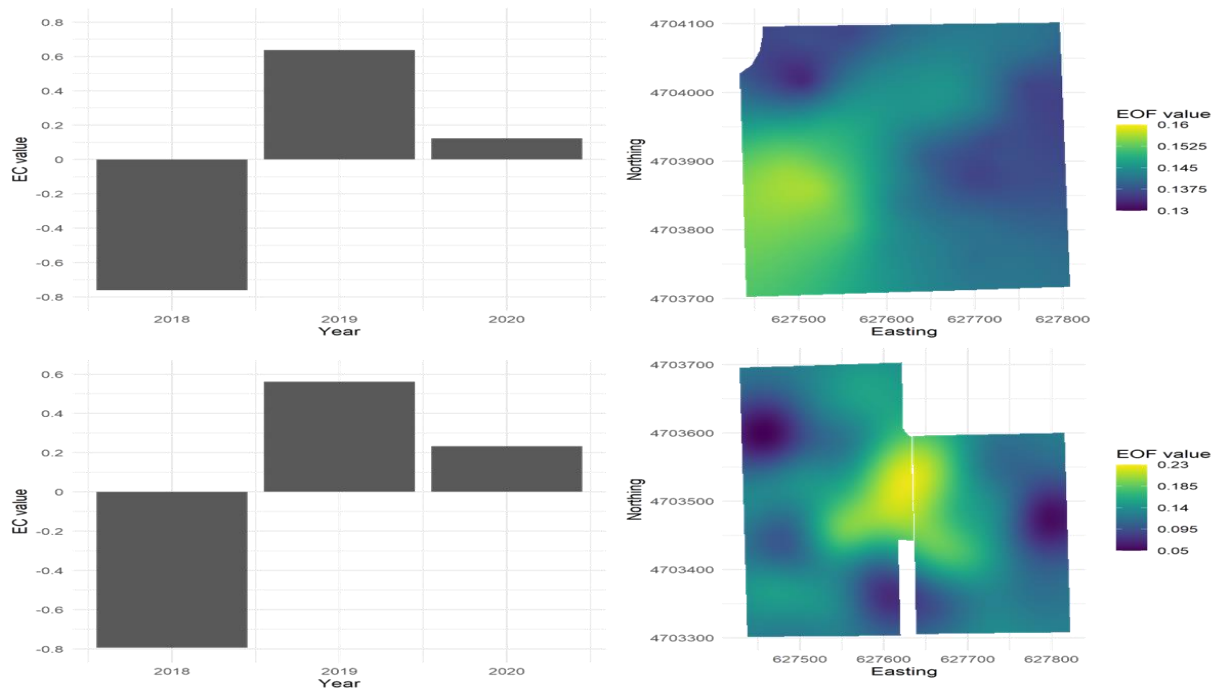 0.8
0.6
0.4
0.2
0
-0.2
-0.4
-0.6
-0.8
EC value
2018 2019 2020
Year
4704100
4704000
4703900
4703800
4703700
Northing
627500 627600 627700 627800
Easting
EOF value
0.16
0.1525
0.145
0.1375
0.13
0.6
0.4
0.2
0
-0.2
-0.4
-0.6
-0.8
EC value
2018 2019 2020
Year
4703700
4703600
4703500
4703400
4703300
Northing
627500 627600 627700 627800
Easting
EOF value
0.23
0.185
0.14
0.095
0.05